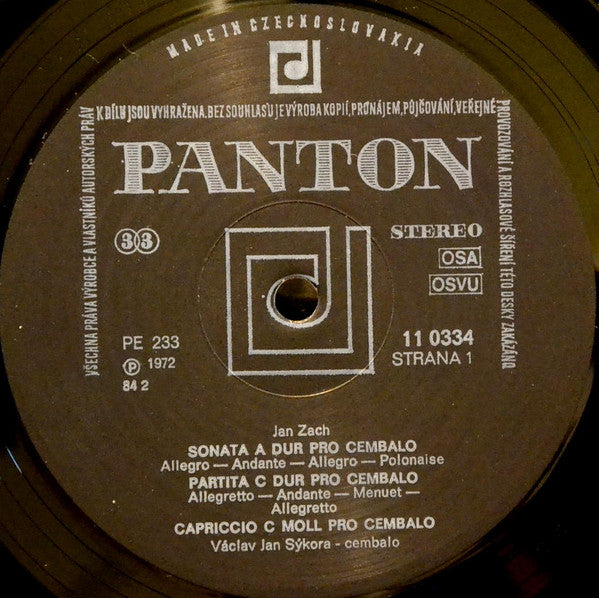 MADE IN CZECHOSLOVAKIA
VŠECHNA PRÁVA VÝROBCE A VLASTNÍKŮ AUTORSKÝCH PRÁV
K DÍLU JSOU VYHRAŽENA. BEZ SOUHLASU JE VÝROBA KOPIÍ, PRONÁJEM, PŮJČOVÁNÍ, VEŘEJNÉ
PROVOZOVÁNÍ A ROZHLASOVÉ ŠÍŘENÍ TÉTO DESKY ZAKÁZÁNO
PANTON
33
STEREO
OSA
OSVU
PE 233
℗ 1972
84 2
11 0334
STRANA 1
Jan Zach
SONATA A DUR PRO CEMBALO
Allegro — Andante — Allegro — Polonaise
PARTITA C DUR PRO CEMBALO
Allegretto — Andante — Menuet —
Allegretto
CAPRICCIO C MOLL PRO CEMBALO
Václav Jan Sýkora - cembalo